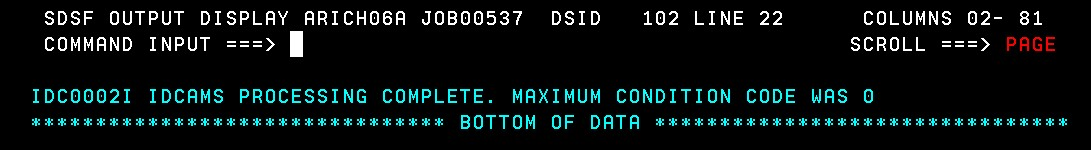 SDSF OUTPUT DISPLAY ARICH06A JOB00537  DSID   102 LINE 22      COLUMNS 02- 81
COMMAND INPUT ===>                                            SCROLL ===> PAGE
IDC0002I IDCAMS PROCESSING COMPLETE. MAXIMUM CONDITION CODE WAS 0
******************************** BOTTOM OF DATA ********************************